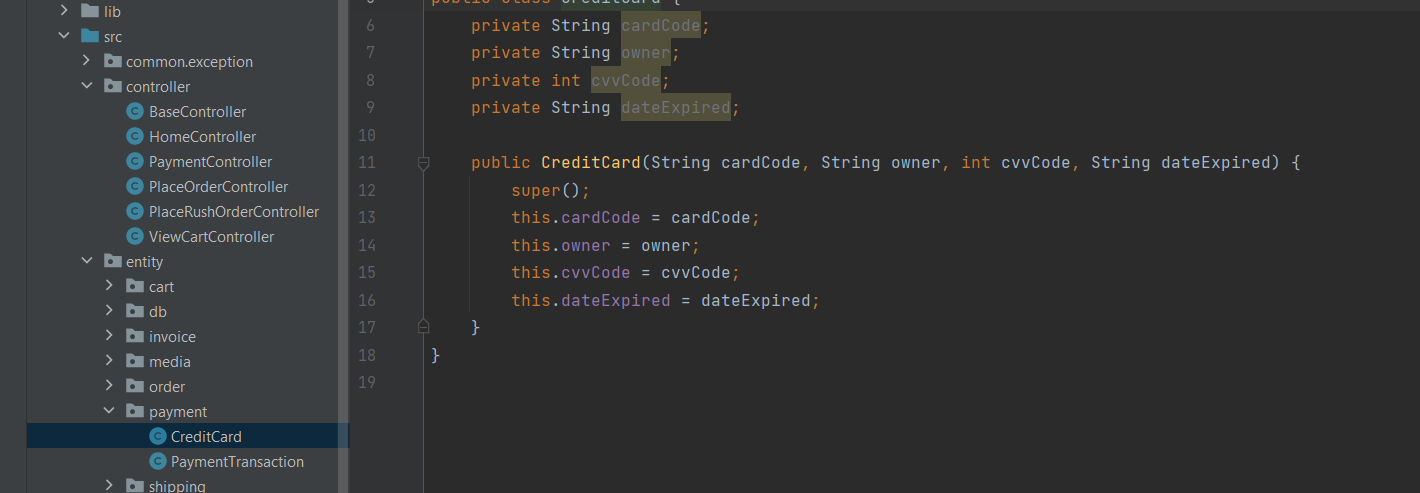 lib
src
common.exception
controller
BaseController
HomeController
PaymentController
PlaceOrderController
PlaceRushOrderController
ViewCartController
entity
cart
db
invoice
media
order
payment
CreditCard
PaymentTransaction
shipping
public class CreditCard {
6 private String cardCode;
7 private String owner;
8 private int cvvCode;
9 private String dateExpired;
10
11 public CreditCard(String cardCode, String owner, int cvvCode, String dateExpired) {
12 super();
13 this.cardCode = cardCode;
14 this.owner = owner;
15 this.cvvCode = cvvCode;
16 this.dateExpired = dateExpired;
17 }
18 }
19